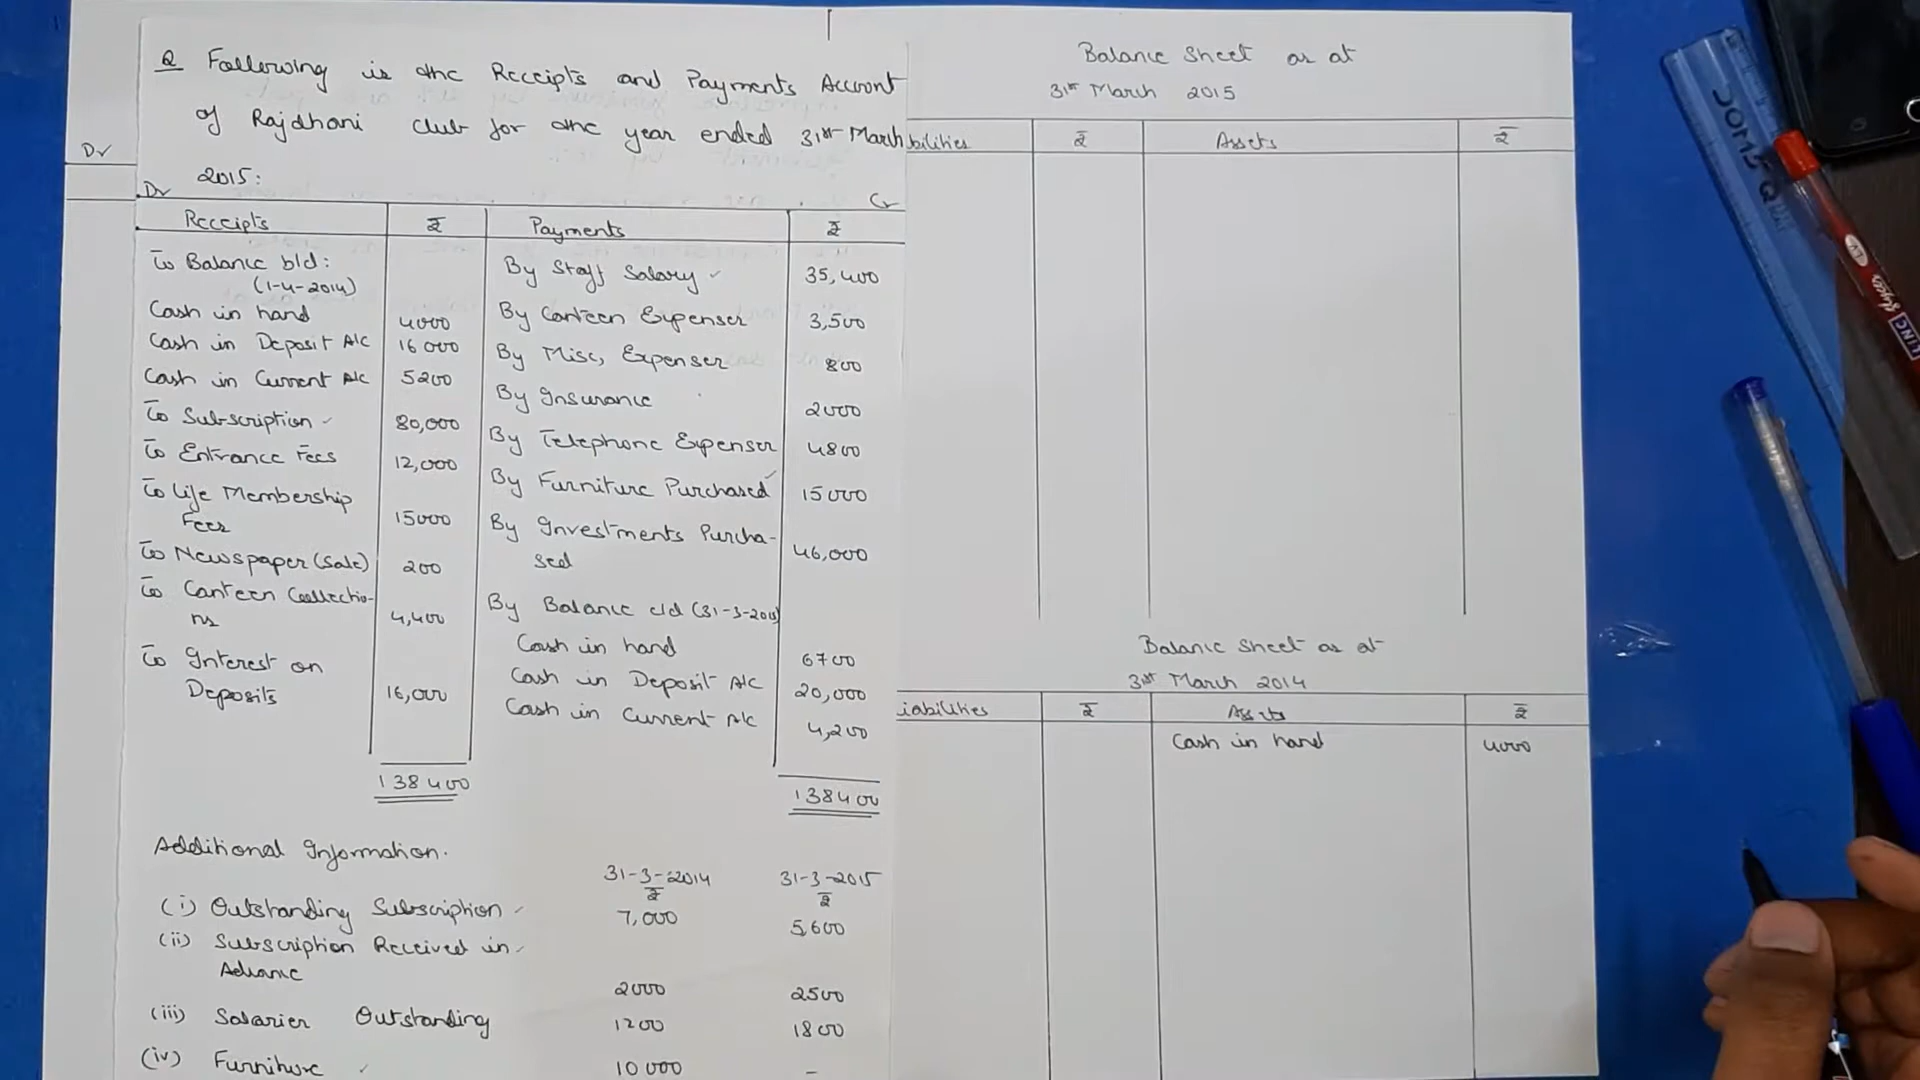 Q Following is the Receipts and Payments Account
of Rajdhani club for the year ended 31st March
2015:
Dr
Dr Cr
Receipts ₹ Payments ₹
To Balance b/d: By Staff Salary ✓ 35,400
(1-4-2014)
Cash in hand 4000 By Canteen Expenses 3,500
Cash in Deposit A/c 16 000 By Misc, Expenses 800
Cash in Current A/c 5200 By Insurance 2000
To Subscription ✓ 80,000 By Telephone Expenses 4800
To Entrance Fees 12,000 By Furniture Purchased ✓ 15000
To Life Membership By Investments Purcha-
Fees 15000 sed 46,000
To Newspaper (Sale) 200
To Canteen Collectio- By Balance c/d (31-3-2015)
ns 4,400 Cash in hand 6700
To Interest on Cash in Deposit A/c 20,000
Deposits 16,000 Cash in Current A/c 4,200
138400 138400
Additional Information.
31-3-2014 31-3-2015
₹ ₹
(i) Outstanding Subscription ✓ 7,000 5,600
(ii) Subscription Received in ✓
Advance 2000 2500
(iii) Salaries Outstanding 1200 1800
(iv) Furniture ✓ 10000 –
Balance Sheet as at
31st March 2015
bilities ₹ Assets ₹
Balance Sheet as at
31st March 2014
iabilities ₹ Assets ₹
Cash in hand 4000
JOMS Q
LINC